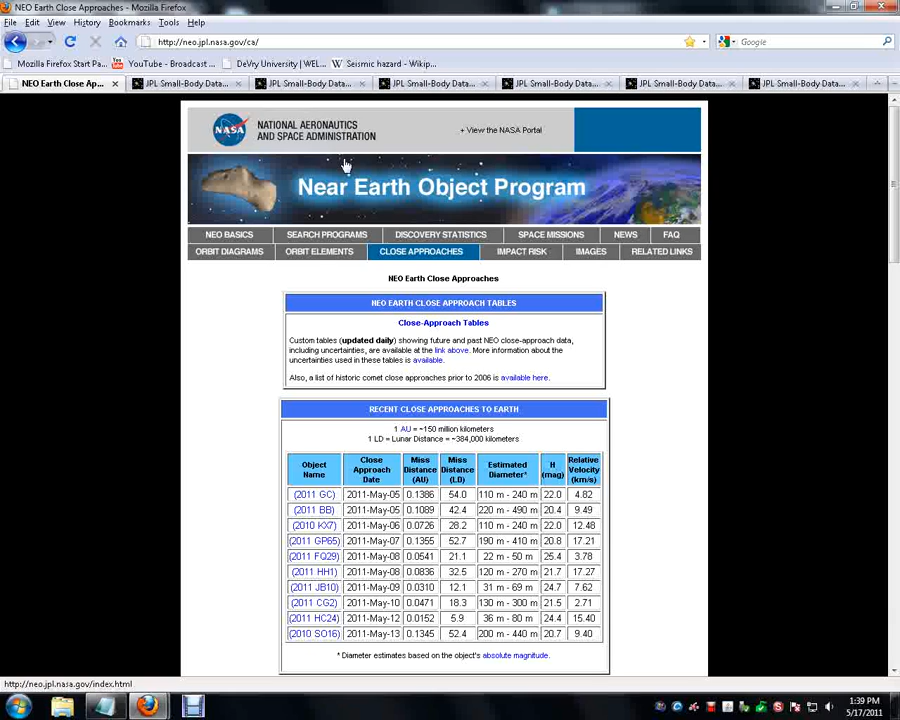 NEO Earth Close Approaches - Mozilla Firefox
File Edit View History Bookmarks Tools Help
http://neo.jpl.nasa.gov/ca/
Google
Mozilla Firefox Start Pa... YouTube - Broadcast ... DeVry University | WEL... W Seismic hazard - Wikip...
NEO Earth Close Ap... JPL Small-Body Data... JPL Small-Body Data... JPL Small-Body Data... JPL Small-Body Data... JPL Small-Body Data... JPL Small-Body Data...
NASA
NATIONAL AERONAUTICS
AND SPACE ADMINISTRATION
+ View the NASA Portal
Near Earth Object Program
NEO BASICS SEARCH PROGRAMS DISCOVERY STATISTICS SPACE MISSIONS NEWS FAQ
ORBIT DIAGRAMS ORBIT ELEMENTS CLOSE APPROACHES IMPACT RISK IMAGES RELATED LINKS
NEO Earth Close Approaches
NEO EARTH CLOSE APPROACH TABLES
Close-Approach Tables
Custom tables (updated daily) showing future and past NEO close-approach data,
including uncertainties, are available at the link above. More information about the
uncertainties used in these tables is available.
Also, a list of historic comet close approaches prior to 2006 is available here.
RECENT CLOSE APPROACHES TO EARTH
1 AU = ~150 million kilometers
1 LD = Lunar Distance = ~384,000 kilometers
Object Name Close Approach Date Miss Distance (AU) Miss Distance (LD) Estimated Diameter* H (mag) Relative Velocity (km/s)
(2011 GC) 2011-May-05 0.1386 54.0 110 m - 240 m 22.0 4.82
(2011 BB) 2011-May-05 0.1089 42.4 220 m - 490 m 20.4 9.49
(2010 KX7) 2011-May-06 0.0726 28.2 110 m - 240 m 22.0 12.48
(2011 GP65) 2011-May-07 0.1355 52.7 190 m - 410 m 20.8 17.21
(2011 FQ29) 2011-May-08 0.0541 21.1 22 m - 50 m 25.4 3.78
(2011 HH1) 2011-May-08 0.0836 32.5 120 m - 270 m 21.7 17.27
(2011 JB10) 2011-May-09 0.0310 12.1 31 m - 69 m 24.7 7.62
(2011 CG2) 2011-May-10 0.0471 18.3 130 m - 300 m 21.5 2.71
(2011 HC24) 2011-May-12 0.0152 5.9 36 m - 80 m 24.4 15.40
(2010 SO16) 2011-May-13 0.1345 52.4 200 m - 440 m 20.7 9.40
* Diameter estimates based on the object's absolute magnitude.
http://neo.jpl.nasa.gov/index.html
1:39 PM
5/17/2011